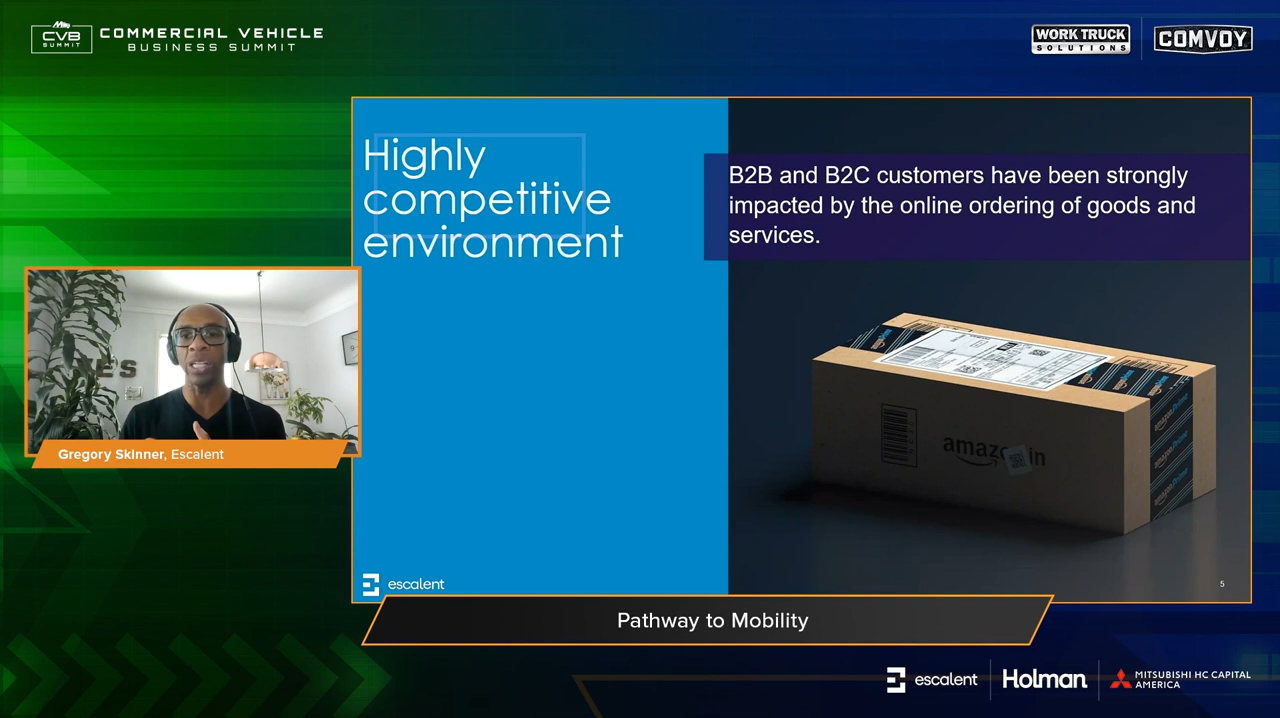 CVB
SUMMIT
COMMERCIAL VEHICLE
BUSINESS SUMMIT
WORK TRUCK
SOLUTIONS
COMVOY
Highly
competitive
environment
B2B and B2C customers have been strongly
impacted by the online ordering of goods and
services.
amazon
Gregory Skinner, Escalent
escalent
5
Pathway to Mobility
escalent
Holman
MITSUBISHI HC CAPITAL
AMERICA